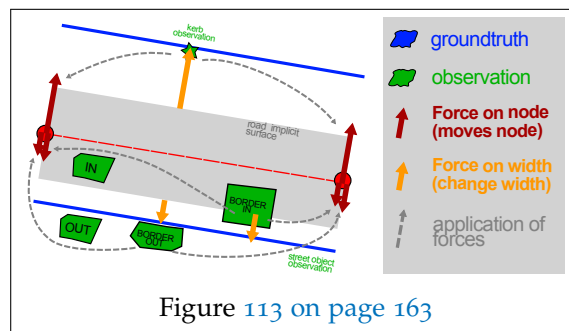 kerb
observation
road implicit
surface
IN
BORDER
IN
OUT
BORDER
OUT
street object
observation
groundtruth
observation
Force on node
(moves node)
Force on width
(change width)
application of
forces
Figure 113 on page 163